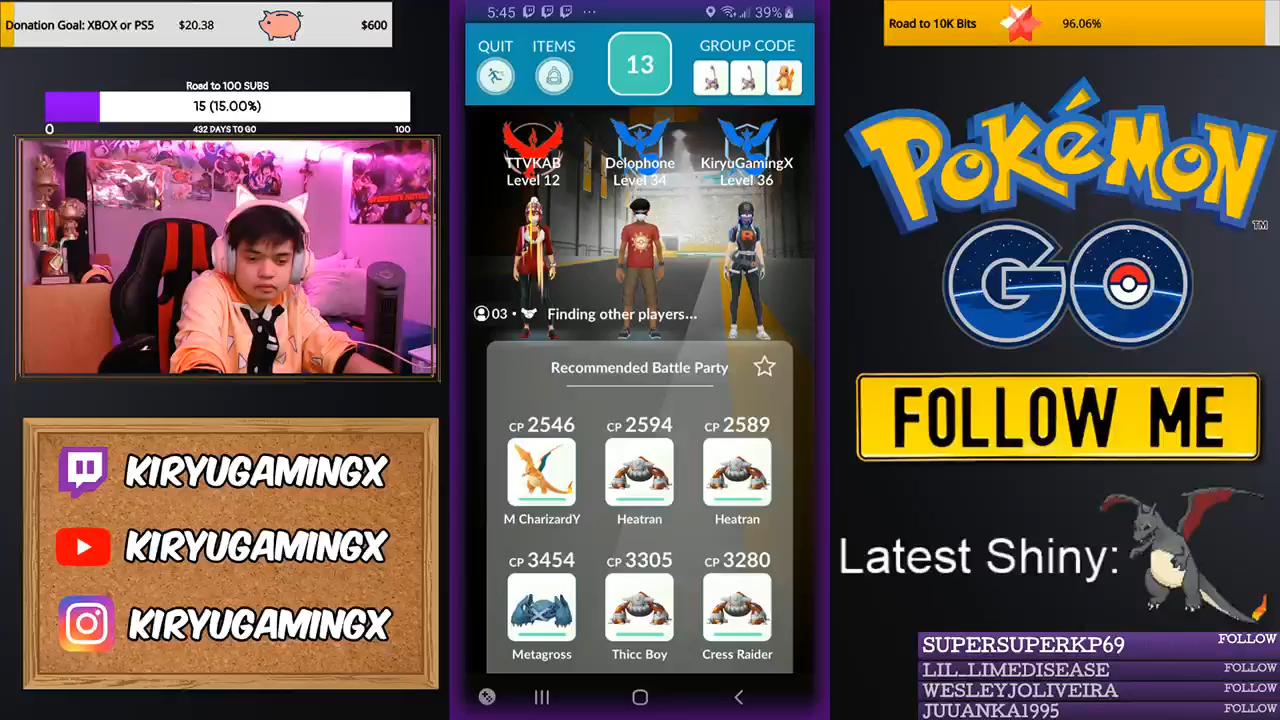 Donation Goal: XBOX or PS5 $20.38 $600
Road to 100 SUBS
15 (15.00%)
0 432 DAYS TO GO 100
KIRYUGAMINGX
KIRYUGAMINGX
KIRYUGAMINGX
5:45 ... 39%
QUIT ITEMS 13 GROUP CODE
TTVKAB Delophone KiryuGamingX
Level 12 Level 34 Level 36
03 • Finding other players...
Recommended Battle Party
CP 2546 CP 2594 CP 2589
M CharizardY Heatran Heatran
CP 3454 CP 3305 CP 3280
Metagross Thicc Boy Cress Raider
Road to 10K Bits 96.06%
POKéMON TM
GO
FOLLOW ME
Latest Shiny:
SUPERSUPERKP69 FOLLOW
LIL_LIMEDISEASE FOLLOW
WESLEYJOLIVEIRA FOLLOW
JUUANKA1995 FOLLOW